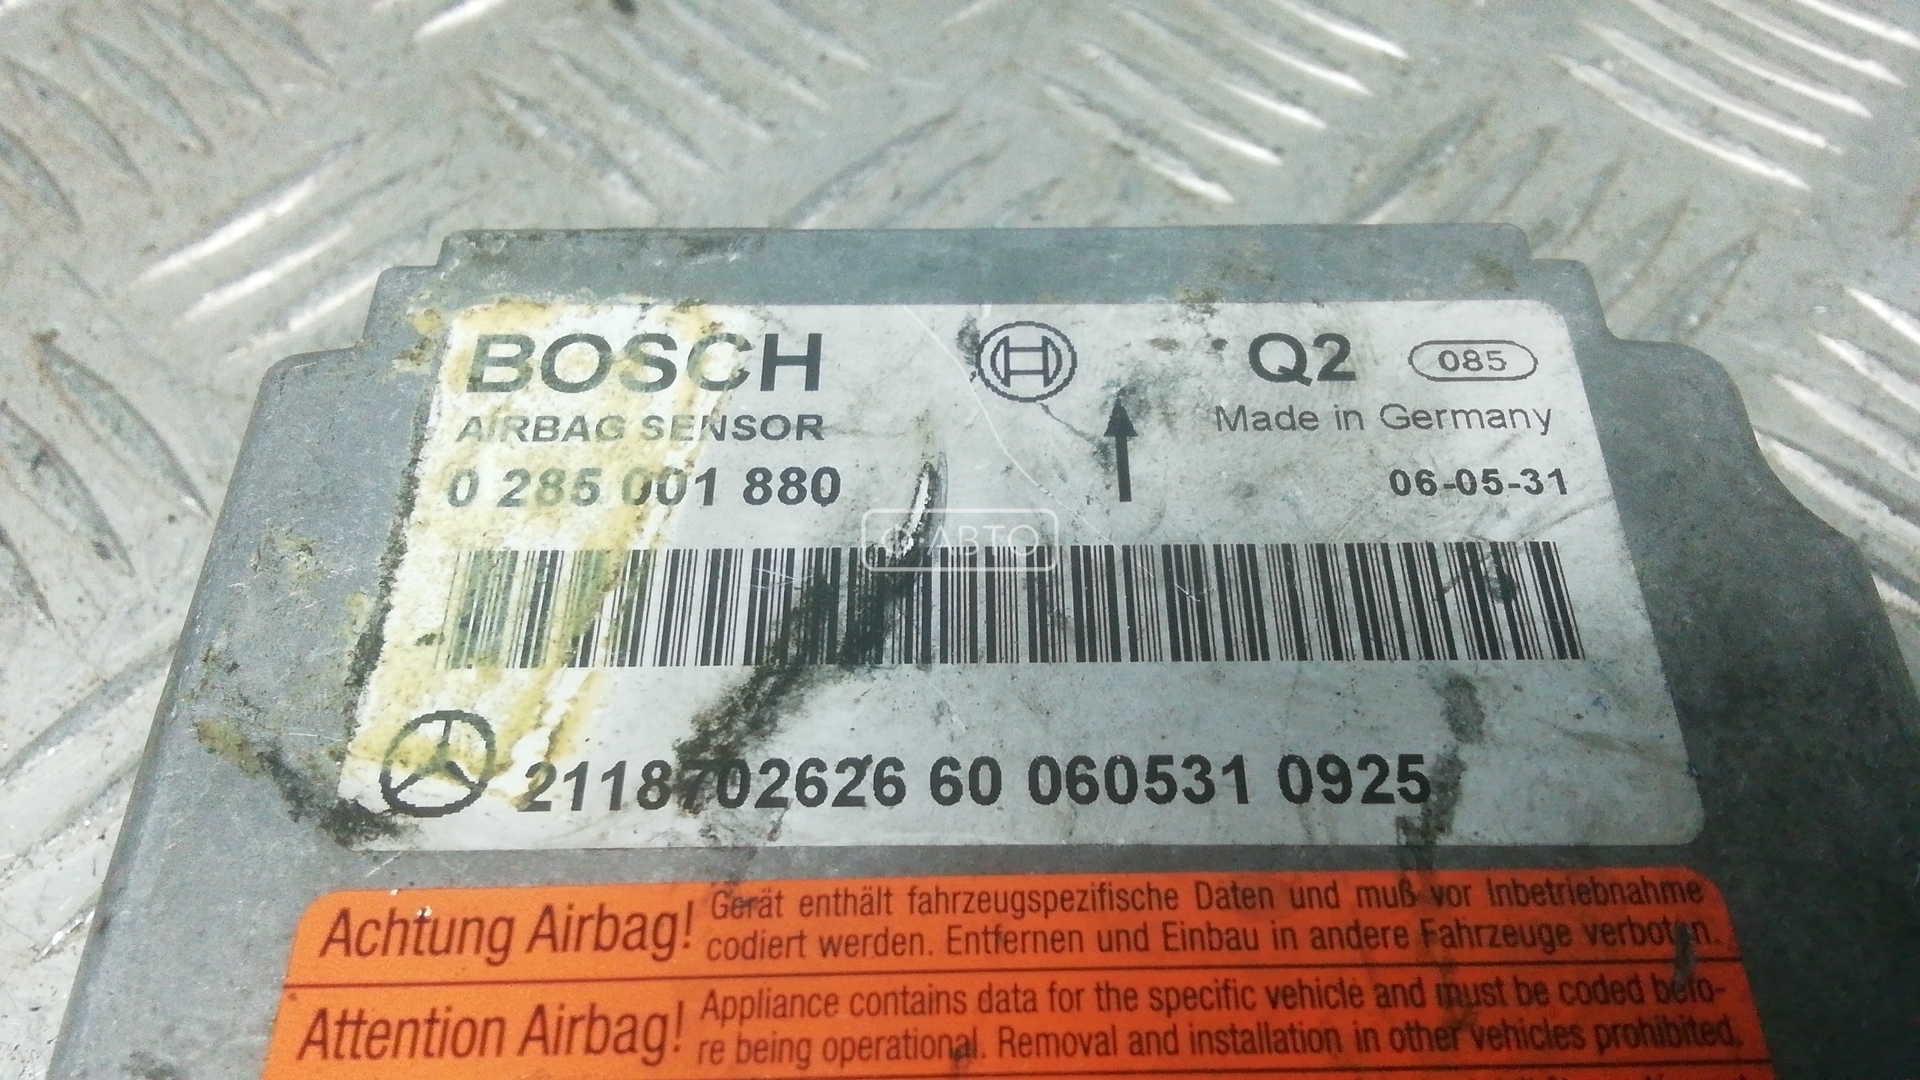 BOSCH
Q2 085
AIRBAG SENSOR
Made in Germany
0 285 001 880
06-05-31
АВТО
2118702626 60 060531 0925
Achtung Airbag!
Gerät enthält fahrzeugspezifische Daten und muß vor Inbetriebnahme
codiert werden. Entfernen und Einbau in andere Fahrzeuge verboten.
Attention Airbag!
Appliance contains data for the specific vehicle and must be coded befo-
re being operational. Removal and installation in other vehicles prohibited.